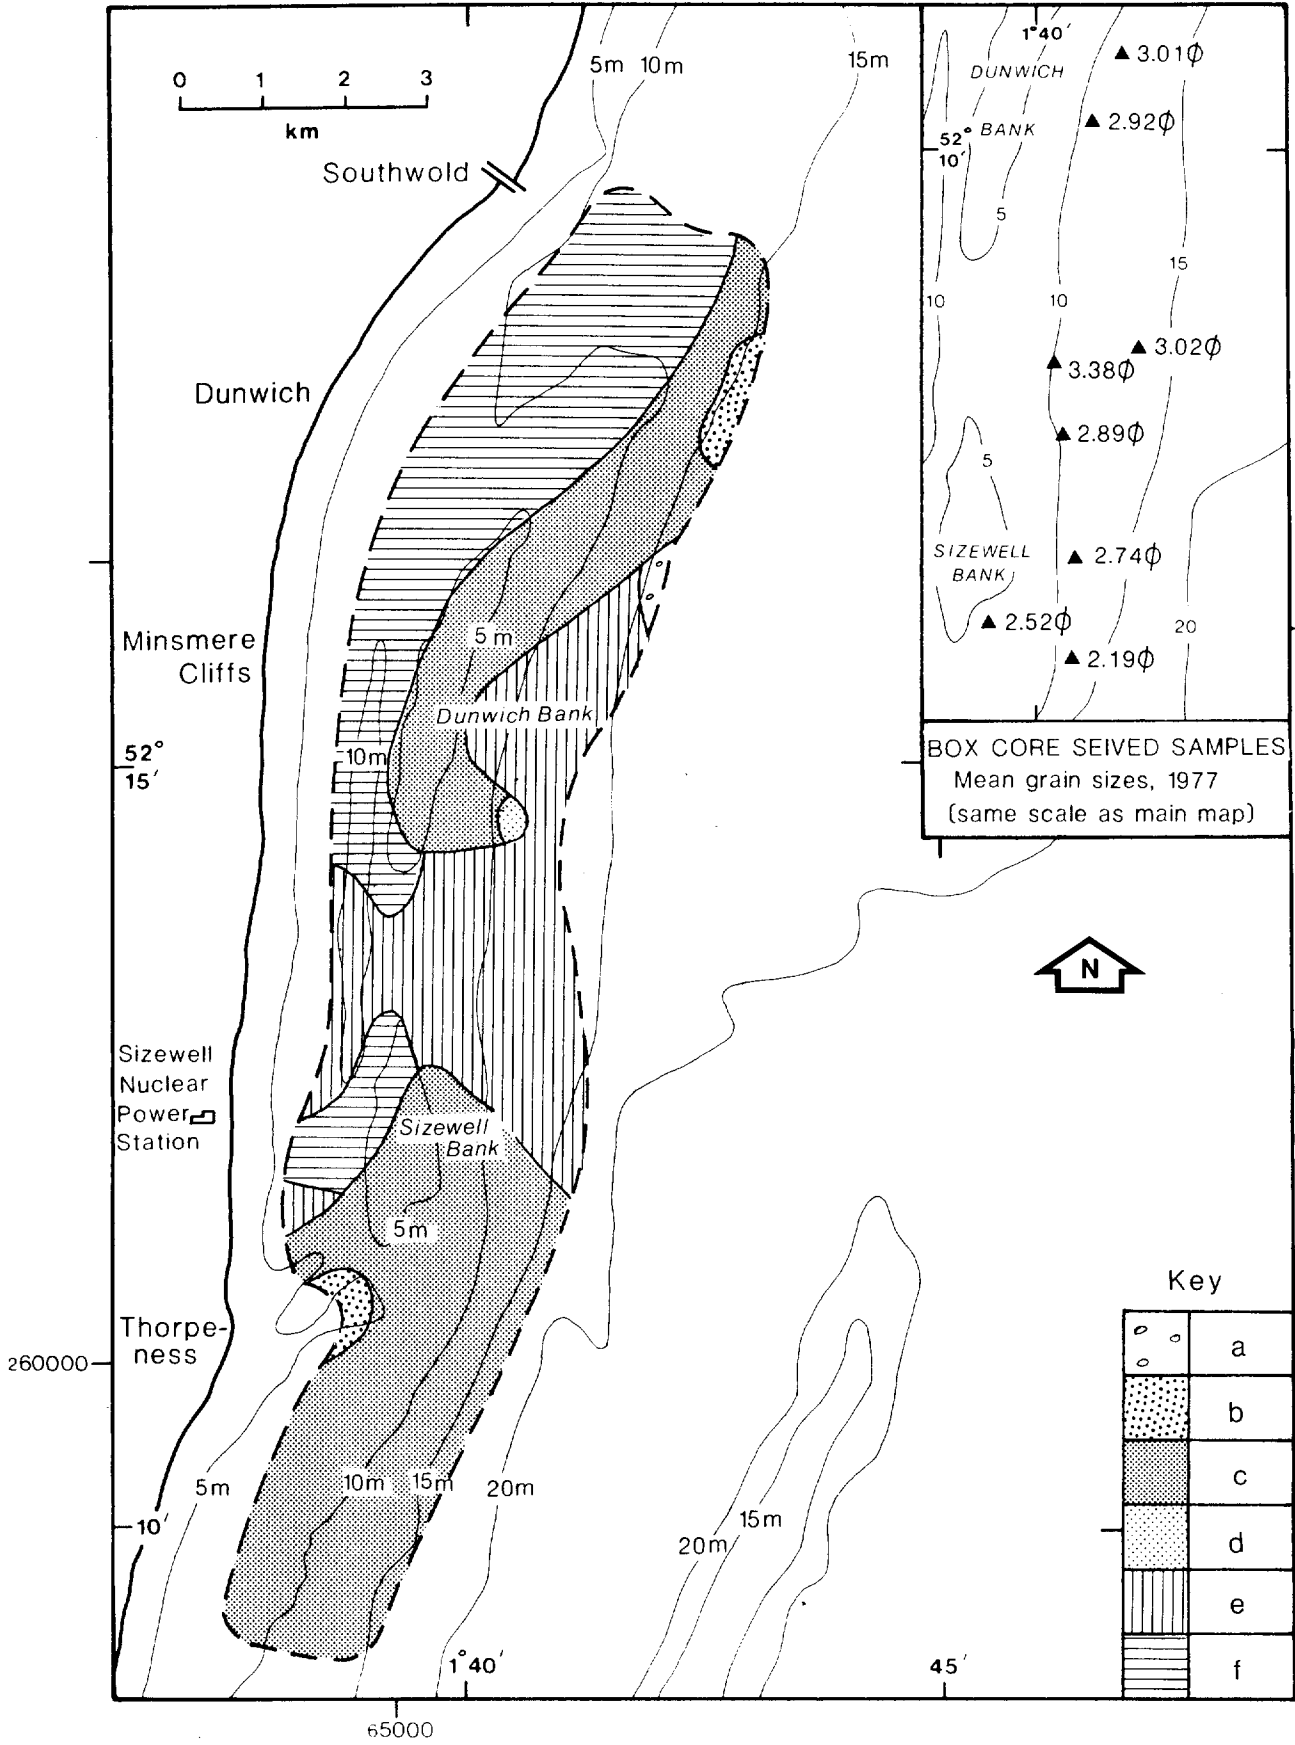 0 1 2 3
km
5m 10m 15m
Southwold
Dunwich
Minsmere
Cliffs
52°
15′
10m
5 m
Dunwich Bank
Sizewell
Nuclear
Power
Station
Sizewell
Bank
5m
Thorpe-
ness
260000
5m 10m 15m 20m
10′
20m 15m
1°40′ 45′
65000
1°40′
DUNWICH
BANK
52°
10′
3.01ϕ
2.92ϕ
5
15
10 10
3.02ϕ
3.38ϕ
2.89ϕ
5
SIZEWELL
BANK
2.74ϕ
2.52ϕ
20
2.19ϕ
BOX CORE SEIVED SAMPLES
Mean grain sizes, 1977
(same scale as main map)
N
Key
a
b
c
d
e
f